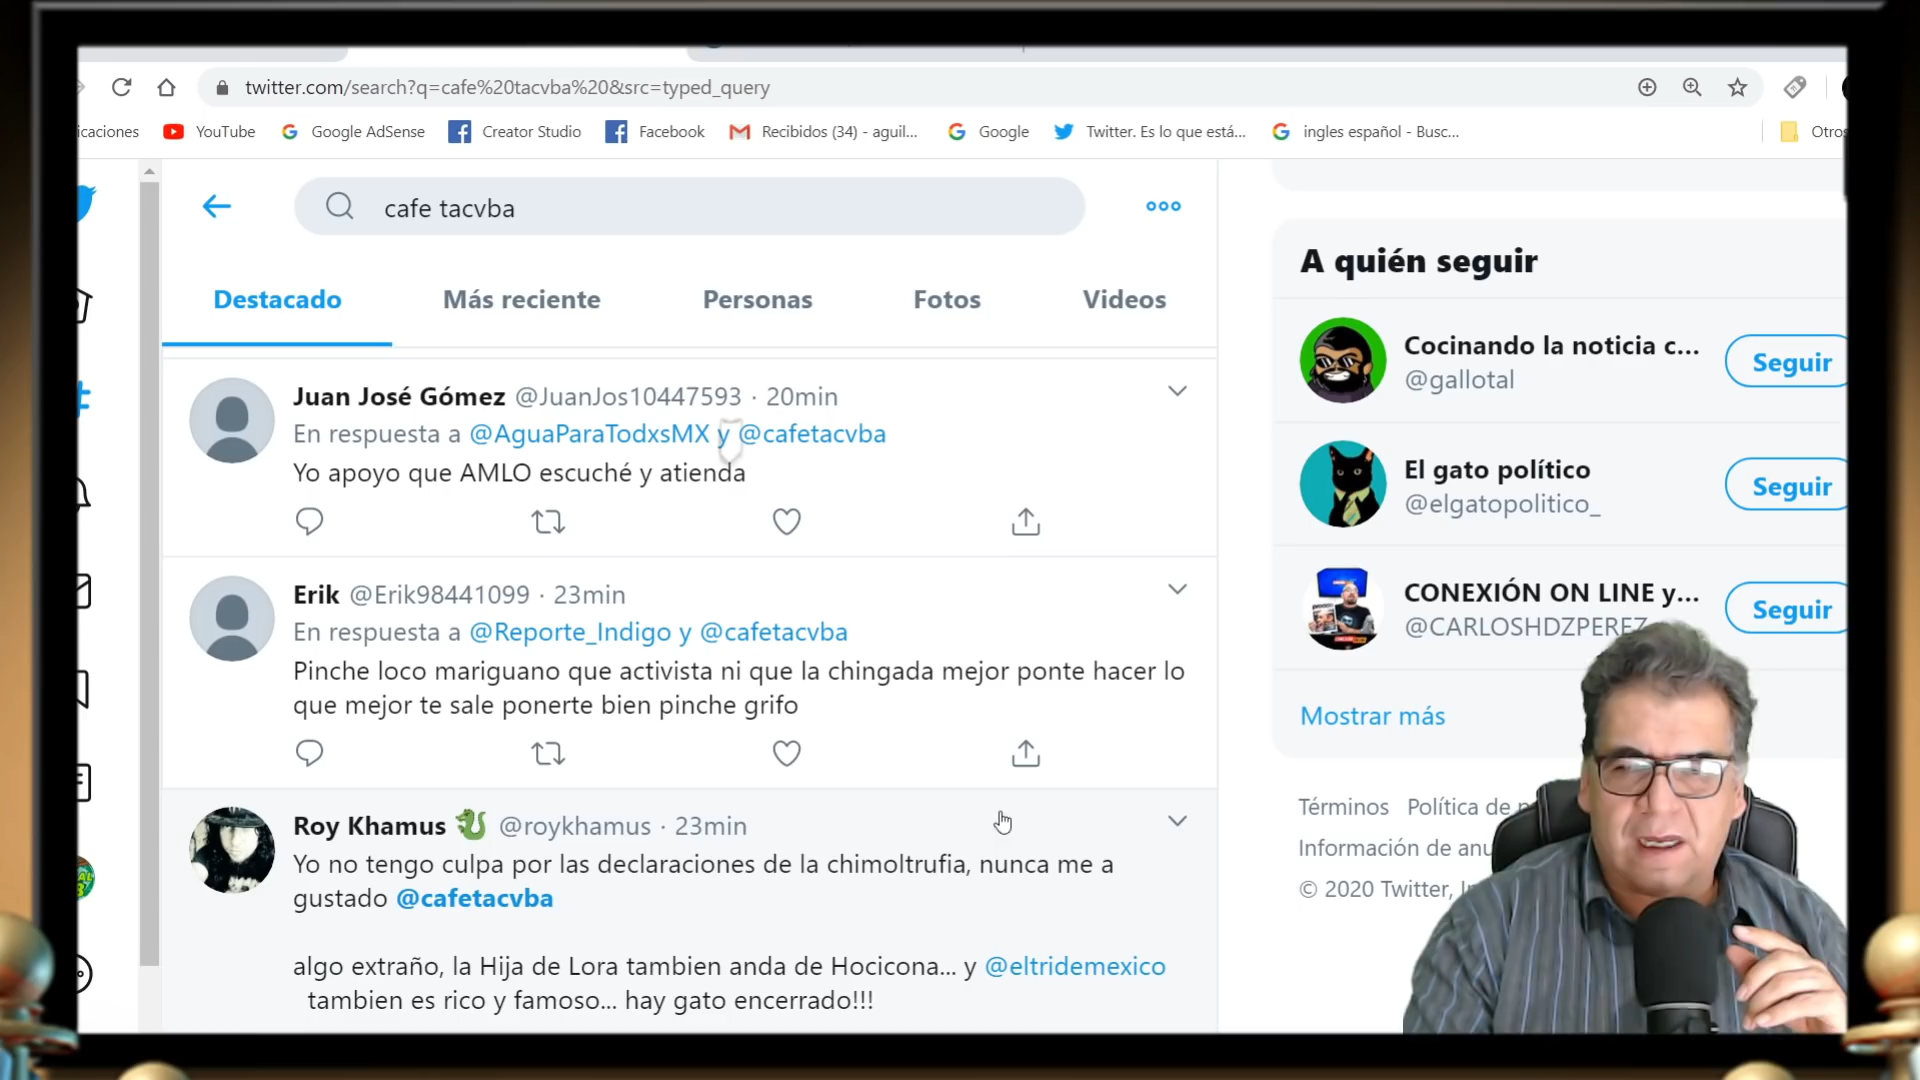 twitter.com/search?q=cafe%20tacvba%20&src=typed_query
icaciones YouTube Google AdSense Creator Studio Facebook Recibidos (34) - aguil... Google Twitter. Es lo que está... ingles español - Busc... Otros
cafe tacvba
Destacado Más reciente Personas Fotos Videos
Juan José Gómez @JuanJos10447593 · 20min
En respuesta a @AguaParaTodxsMX y @cafetacvba
Yo apoyo que AMLO escuché y atienda
Erik @Erik98441099 · 23min
En respuesta a @Reporte_Indigo y @cafetacvba
Pinche loco mariguano que activista ni que la chingada mejor ponte hacer lo
que mejor te sale ponerte bien pinche grifo
Roy Khamus @roykhamus · 23min
Yo no tengo culpa por las declaraciones de la chimoltrufia, nunca me a
gustado @cafetacvba
algo extraño, la Hija de Lora tambien anda de Hocicona... y @eltridemexico
tambien es rico y famoso... hay gato encerrado!!!
A quién seguir
Cocinando la noticia c...
@gallotal
Seguir
El gato político
@elgatopolitico_
Seguir
CONEXIÓN ON LINE y...
@CARLOSHDZPEREZ
Seguir
Mostrar más
Términos Política de
Información de anu
© 2020 Twitter,